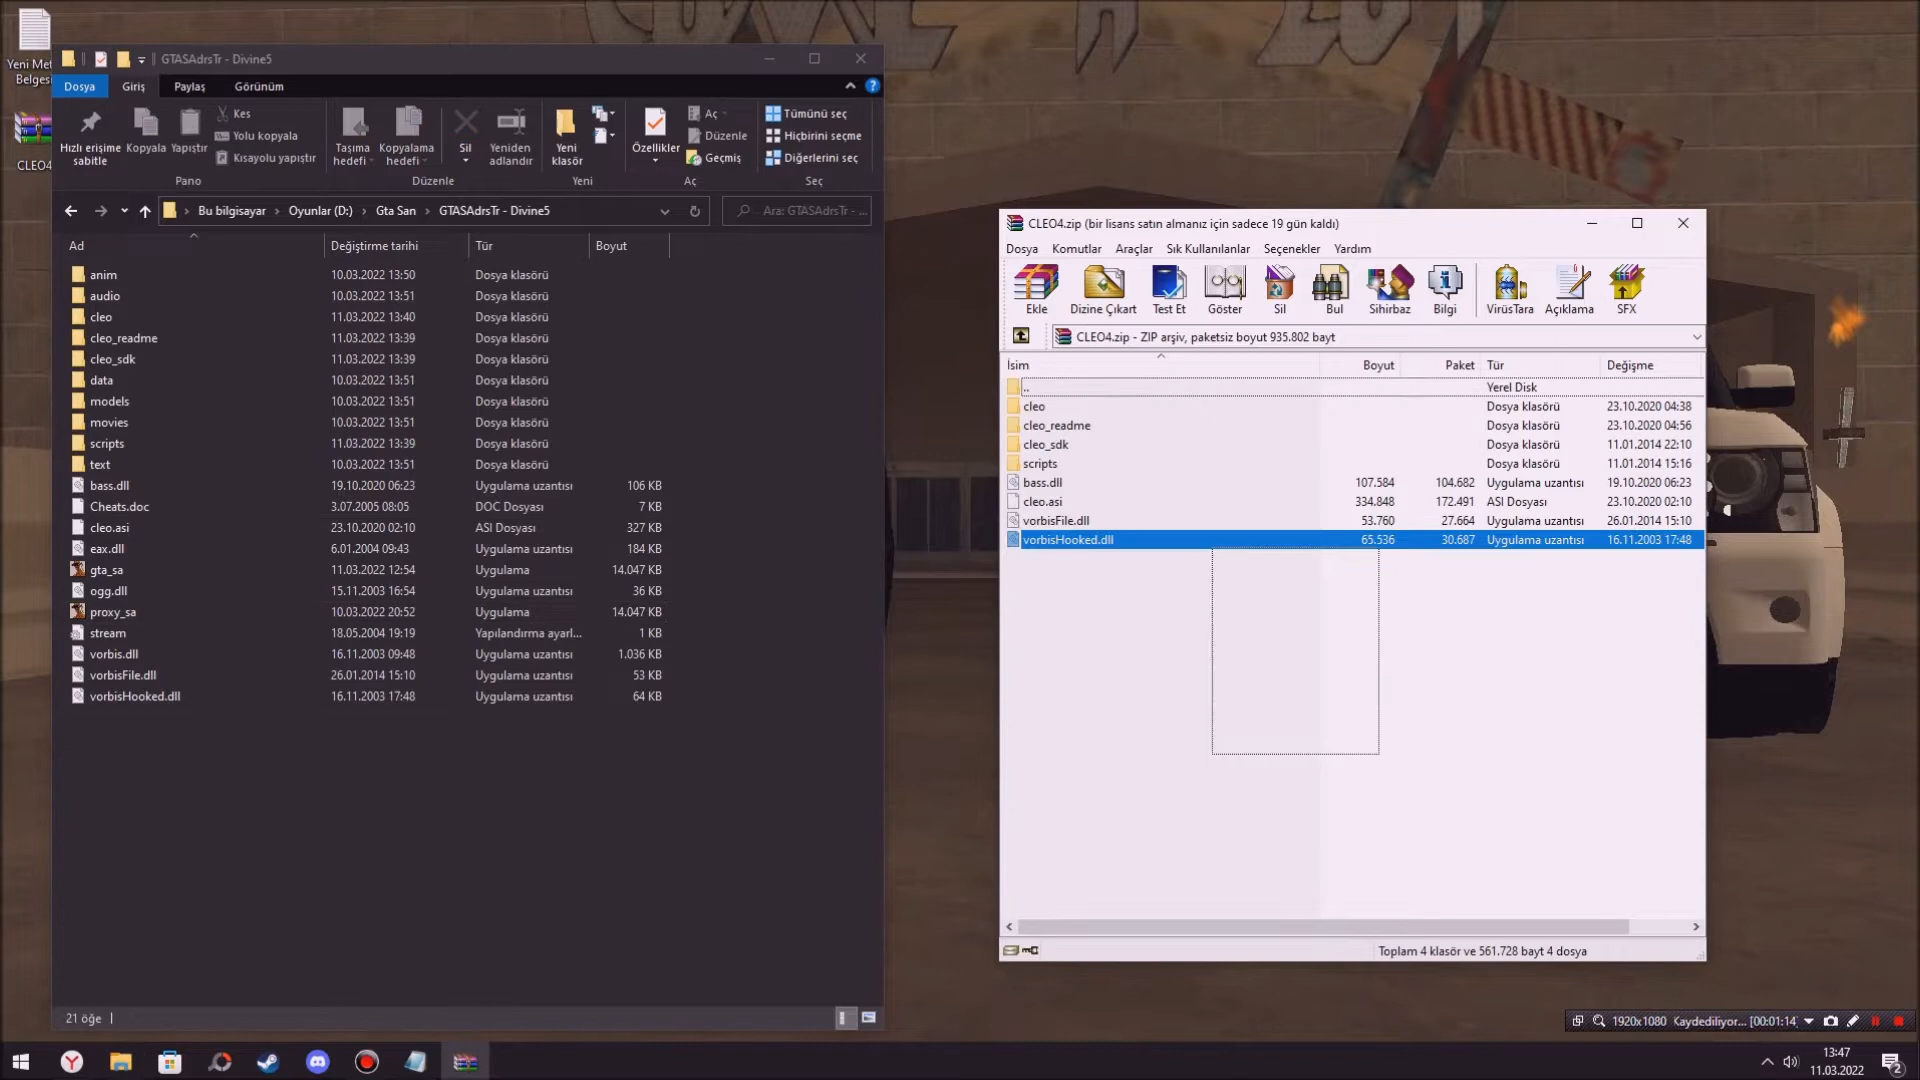 Yeni Met
Belgesi
CLEO4
GTASAdrsTr - Divine5
Dosya
Giriş
Paylaş
Görünüm
Hızlı erişime
sabitle
Kopyala
Yapıştır
Kes
Yolu kopyala
Kısayolu yapıştır
Taşıma
hedefi
Kopyalama
hedefi
Sil
Yeniden
adlandır
Yeni
klasör
Özellikler
Aç
Düzenle
Geçmiş
Tümünü seç
Hiçbirini seçme
Diğerlerini seç
Pano
Düzenle
Yeni
Aç
Seç
Bu bilgisayar › Oyunlar (D:) › Gta San › GTASAdrsTr - Divine5
Ara: GTASAdrsTr - ...
Ad Değiştirme tarihi Tür Boyut
anim 10.03.2022 13:50 Dosya klasörü
audio 10.03.2022 13:51 Dosya klasörü
cleo 11.03.2022 13:40 Dosya klasörü
cleo_readme 11.03.2022 13:39 Dosya klasörü
cleo_sdk 11.03.2022 13:39 Dosya klasörü
data 10.03.2022 13:51 Dosya klasörü
models 10.03.2022 13:51 Dosya klasörü
movies 10.03.2022 13:51 Dosya klasörü
scripts 11.03.2022 13:39 Dosya klasörü
text 10.03.2022 13:51 Dosya klasörü
bass.dll 19.10.2020 06:23 Uygulama uzantısı 106 KB
Cheats.doc 3.07.2005 08:05 DOC Dosyası 7 KB
cleo.asi 23.10.2020 02:10 ASI Dosyası 327 KB
eax.dll 6.01.2004 09:43 Uygulama uzantısı 184 KB
gta_sa 11.03.2022 12:54 Uygulama 14.047 KB
ogg.dll 15.11.2003 16:54 Uygulama uzantısı 36 KB
proxy_sa 10.03.2022 20:52 Uygulama 14.047 KB
stream 18.05.2004 19:19 Yapılandırma ayarl... 1 KB
vorbis.dll 16.11.2003 09:48 Uygulama uzantısı 1.036 KB
vorbisFile.dll 26.01.2014 15:10 Uygulama uzantısı 53 KB
vorbisHooked.dll 16.11.2003 17:48 Uygulama uzantısı 64 KB
21 öğe
CLEO4.zip (bir lisans satın almanız için sadece 19 gün kaldı)
Dosya Komutlar Araçlar Sık Kullanılanlar Seçenekler Yardım
Ekle Dizine Çıkart Test Et Göster Sil Bul Sihirbaz Bilgi VirüsTara Açıklama SFX
CLEO4.zip - ZIP arşiv, paketsiz boyut 935.802 bayt
İsim Boyut Paket Tür Değişme
.. Yerel Disk
cleo Dosya klasörü 23.10.2020 04:38
cleo_readme Dosya klasörü 23.10.2020 04:56
cleo_sdk Dosya klasörü 11.01.2014 22:10
scripts Dosya klasörü 11.01.2014 15:16
bass.dll 107.584 104.682 Uygulama uzantısı 19.10.2020 06:23
cleo.asi 334.848 172.491 ASI Dosyası 23.10.2020 02:10
vorbisFile.dll 53.760 27.664 Uygulama uzantısı 26.01.2014 15:10
vorbisHooked.dll 65.536 30.687 Uygulama uzantısı 16.11.2003 17:48
Toplam 4 klasör ve 561.728 bayt 4 dosya
1920x1080 Kaydediliyor... [00:01:14]
13:47
11.03.2022
2